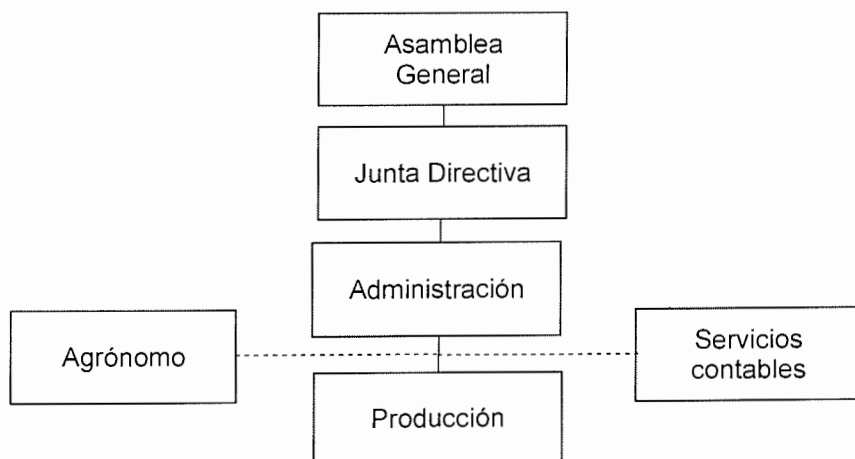 Asamblea
General
Junta Directiva
Administración
Agrónomo
Servicios
contables
Producción